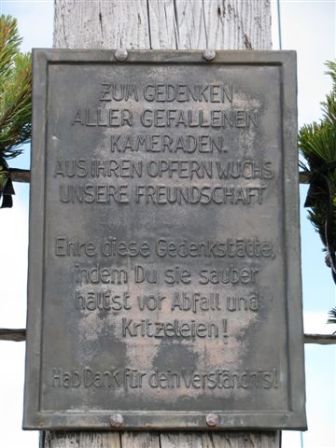 ZUM GEDENKEN
ALLER GEFALLENEN
KAMERADEN.
AUS IHREN OPFERN WUCHS
UNSERE FREUNDSCHAFT
Ehre diese Gedenkstätte,
indem Du sie sauber
hältst vor Abfall und
Kritzeleien!
Hab Dank für dein Verständnis!